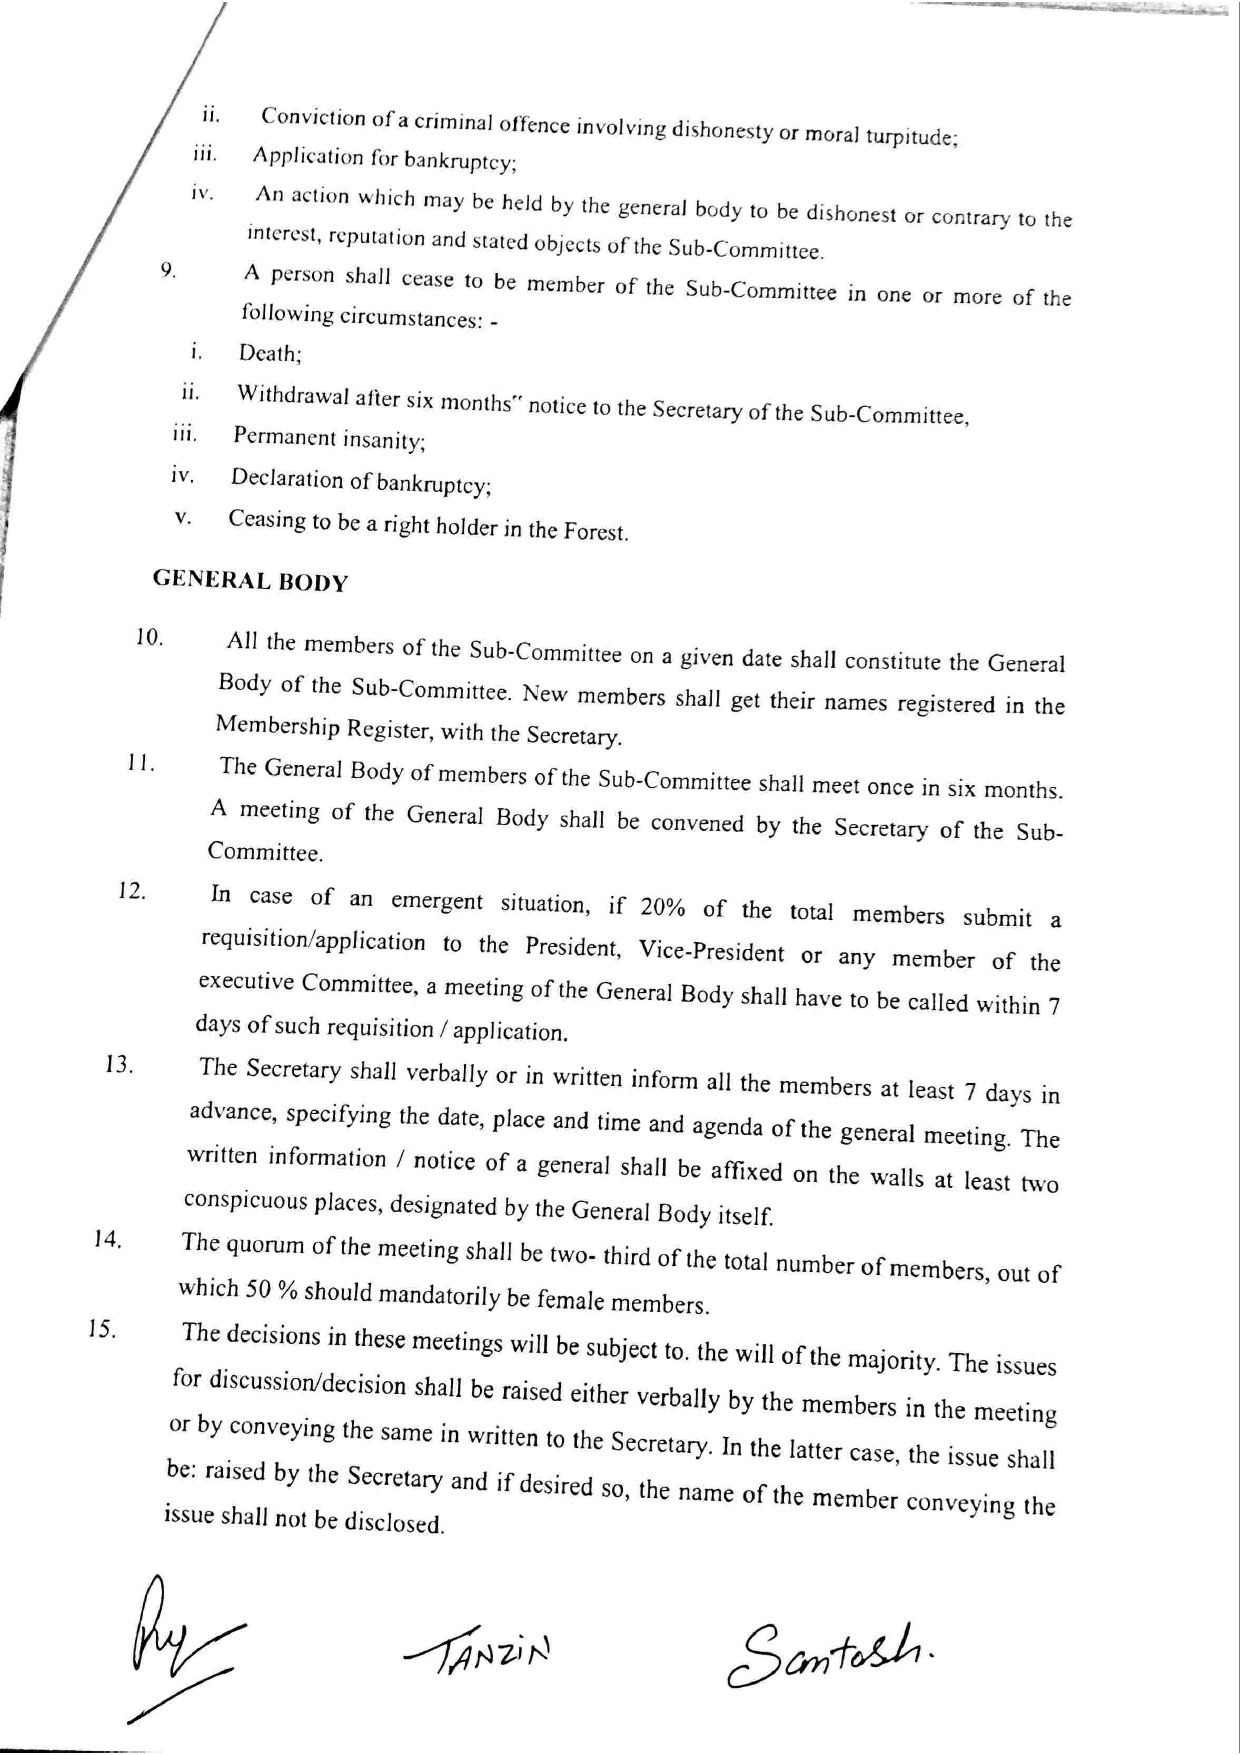 ii. Conviction of a criminal offence involving dishonesty or moral turpitude;
iii. Application for bankruptcy;
iv. An action which may be held by the general body to be dishonest or contrary to the
interest, reputation and stated objects of the Sub-Committee.
9. A person shall cease to be member of the Sub-Committee in one or more of the
following circumstances: -
i. Death;
ii. Withdrawal after six months" notice to the Secretary of the Sub-Committee,
iii. Permanent insanity;
iv. Declaration of bankruptcy;
v. Ceasing to be a right holder in the Forest.
GENERAL BODY
10. All the members of the Sub-Committee on a given date shall constitute the General
Body of the Sub-Committee. New members shall get their names registered in the
Membership Register, with the Secretary.
11. The General Body of members of the Sub-Committee shall meet once in six months.
A meeting of the General Body shall be convened by the Secretary of the Sub-
Committee.
12. In case of an emergent situation, if 20% of the total members submit a
requisition/application to the President, Vice-President or any member of the
executive Committee, a meeting of the General Body shall have to be called within 7
days of such requisition / application.
13. The Secretary shall verbally or in written inform all the members at least 7 days in
advance, specifying the date, place and time and agenda of the general meeting. The
written information / notice of a general shall be affixed on the walls at least two
conspicuous places, designated by the General Body itself.
14. The quorum of the meeting shall be two- third of the total number of members, out of
which 50 % should mandatorily be female members.
15. The decisions in these meetings will be subject to. the will of the majority. The issues
for discussion/decision shall be raised either verbally by the members in the meeting
or by conveying the same in written to the Secretary. In the latter case, the issue shall
be: raised by the Secretary and if desired so, the name of the member conveying the
issue shall not be disclosed.
TANZIN Santosh.